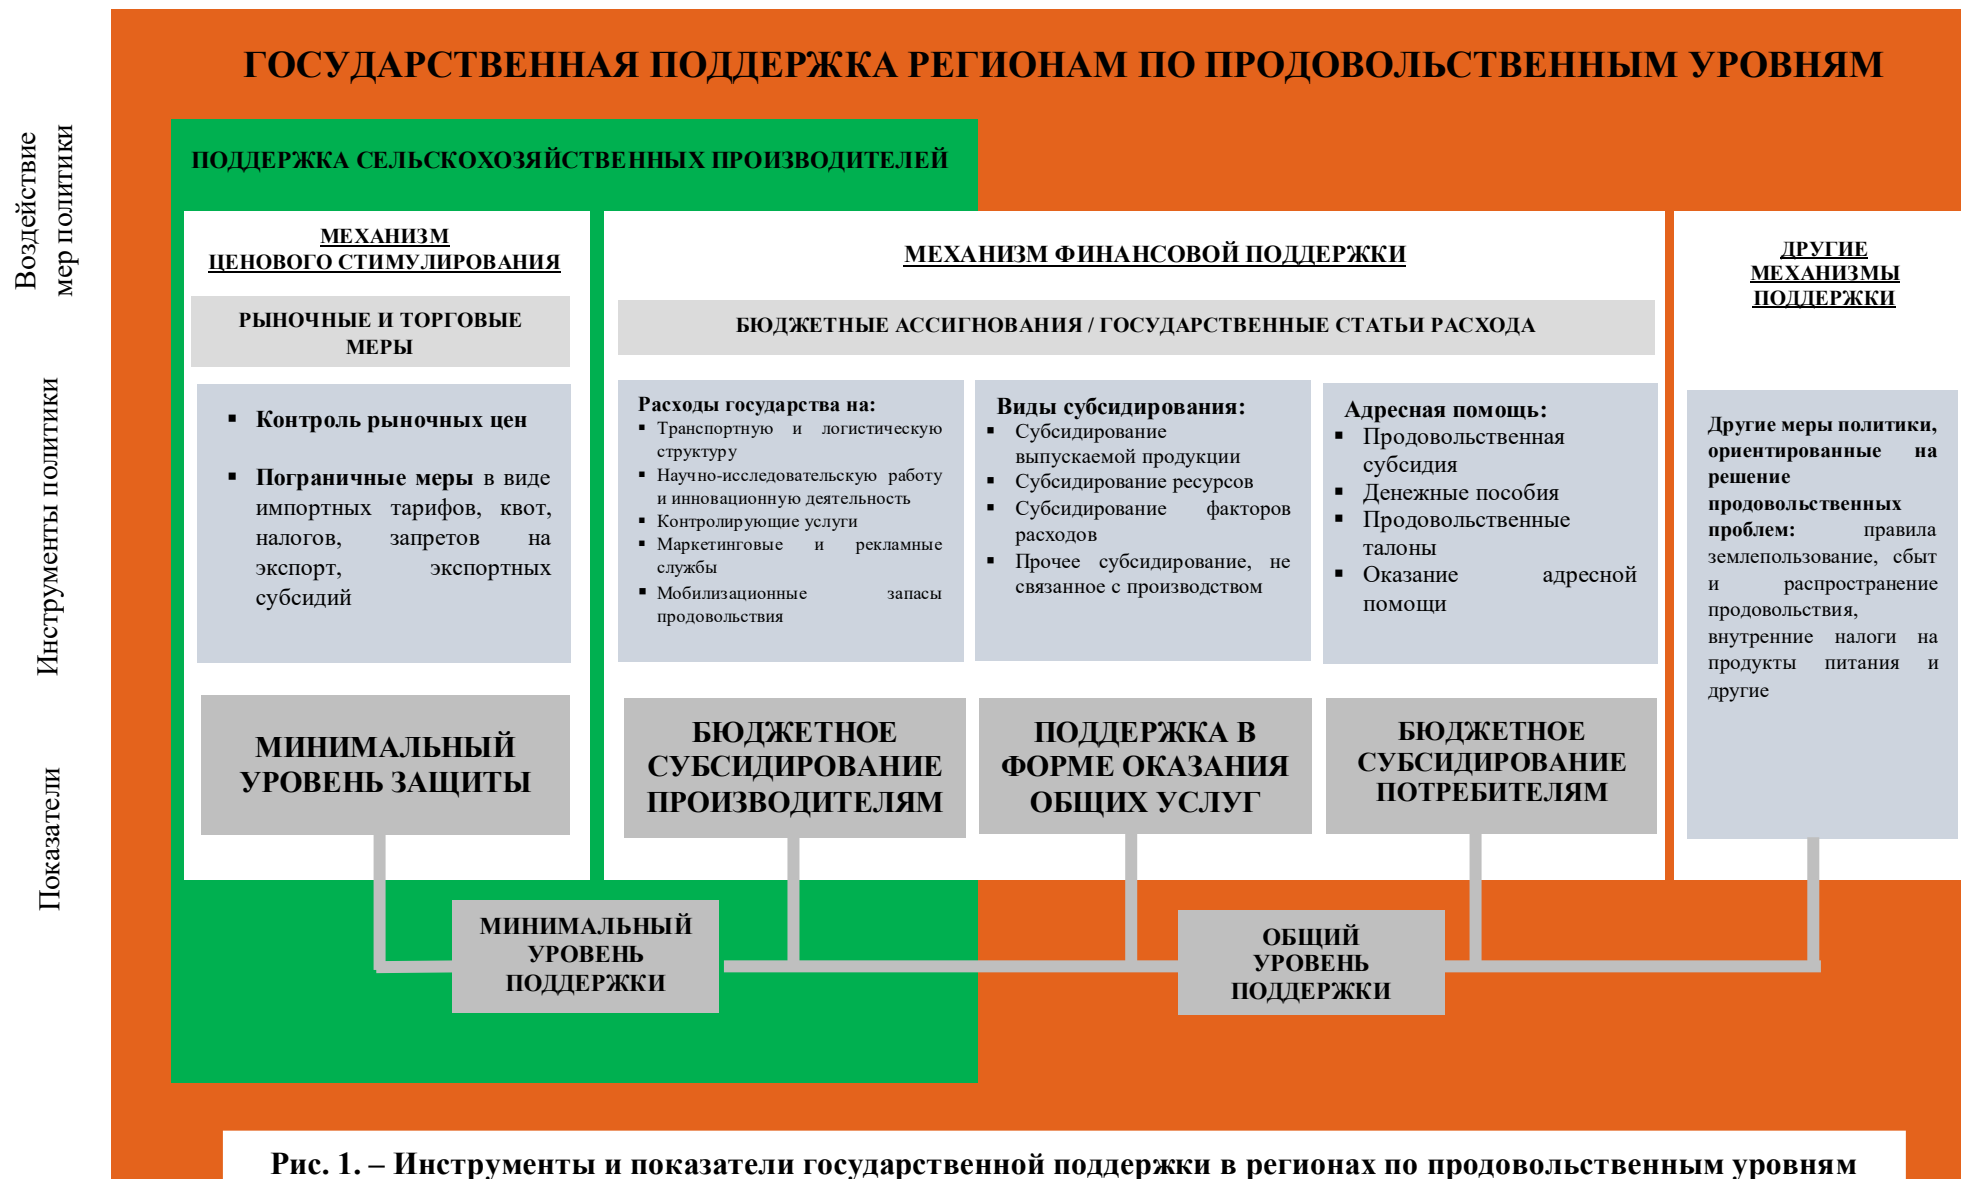 ГОСУДАРСТВЕННАЯ ПОДДЕРЖКА РЕГИОНАМ ПО ПРОДОВОЛЬСТВЕННЫМ УРОВНЯМ
Воздействие
мер политики
ПОДДЕРЖКА СЕЛЬСКОХОЗЯЙСТВЕННЫХ ПРОИЗВОДИТЕЛЕЙ
МЕХАНИЗМ
ЦЕНОВОГО СТИМУЛИРОВАНИЯ
МЕХАНИЗМ ФИНАНСОВОЙ ПОДДЕРЖКИ
ДРУГИЕ
МЕХАНИЗМЫ
ПОДДЕРЖКИ
РЫНОЧНЫЕ И ТОРГОВЫЕ
МЕРЫ
БЮДЖЕТНЫЕ АССИГНОВАНИЯ / ГОСУДАРСТВЕННЫЕ СТАТЬИ РАСХОДА
Инструменты политики
▪ Контроль рыночных цен
▪ Пограничные меры в виде
импортных тарифов, квот,
налогов, запретов на
экспорт, экспортных
субсидий
Расходы государства на:
▪ Транспортную и логистическую
структуру
▪ Научно-исследовательскую работу
и инновационную деятельность
▪ Контролирующие услуги
▪ Маркетинговые и рекламные
службы
▪ Мобилизационные запасы
продовольствия
Виды субсидирования:
▪ Субсидирование
выпускаемой продукции
▪ Субсидирование ресурсов
▪ Субсидирование факторов
расходов
▪ Прочее субсидирование, не
связанное с производством
Адресная помощь:
▪ Продовольственная
субсидия
▪ Денежные пособия
▪ Продовольственные
талоны
▪ Оказание адресной
помощи
Другие меры политики,
ориентированные на
решение
продовольственных
проблем: правила
землепользование, сбыт
и распространение
продовольствия,
внутренние налоги на
продукты питания и
другие
Показатели
МИНИМАЛЬНЫЙ
УРОВЕНЬ ЗАЩИТЫ
БЮДЖЕТНОЕ
СУБСИДИРОВАНИЕ
ПРОИЗВОДИТЕЛЯМ
ПОДДЕРЖКА В
ФОРМЕ ОКАЗАНИЯ
ОБЩИХ УСЛУГ
БЮДЖЕТНОЕ
СУБСИДИРОВАНИЕ
ПОТРЕБИТЕЛЯМ
МИНИМАЛЬНЫЙ
УРОВЕНЬ
ПОДДЕРЖКИ
ОБЩИЙ
УРОВЕНЬ
ПОДДЕРЖКИ
Рис. 1. – Инструменты и показатели государственной поддержки в регионах по продовольственным уровням